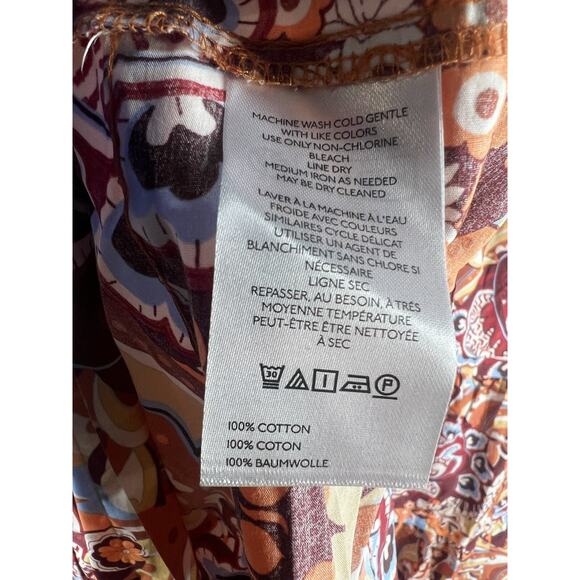 MACHINE WASH COLD GENTLE
WITH LIKE COLORS
USE ONLY NON-CHLORINE
BLEACH
LINE DRY
MEDIUM IRON AS NEEDED
MAY BE DRY CLEANED
LAVER À LA MACHINE À L'EAU
FROIDE AVEC COULEURS
SIMILAIRES CYCLE DÉLICAT
UTILISER UN AGENT DE
BLANCHIMENT SANS CHLORE SI
NÉCESSAIRE
LIGNE SEC
REPASSER, AU BESOIN, À TRÈS
MOYENNE TEMPÉRATURE
PEUT-ÊTRE ÊTRE NETTOYÉE
À SEC
30 P
100% COTTON
100% COTON
100% BAUMWOLLE